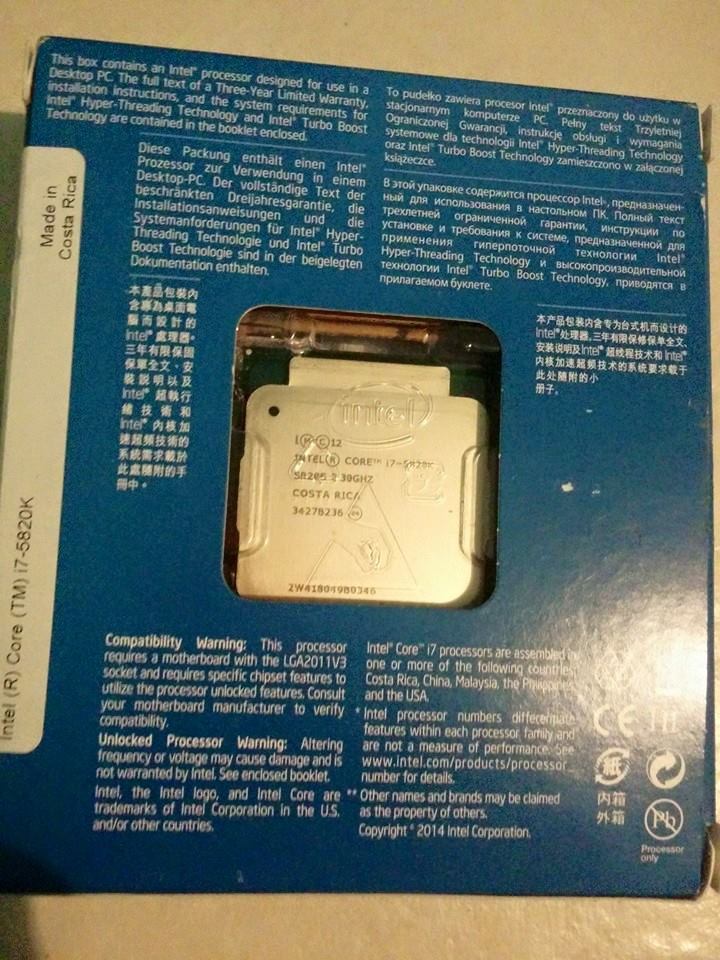 This box contains an Intel® processor designed for use in a
Desktop PC. The full text of a Three-Year Limited Warranty,
installation instructions, and the system requirements for
Intel® Hyper-Threading Technology and Intel® Turbo Boost
Technology are contained in the booklet enclosed.
To pudełko zawiera procesor Intel® przeznaczony do użytku w
stacjonarnym komputerze PC. Pełny tekst Trzyletniej
Ograniczonej Gwarancji, instrukcje obsługi i wymagania
systemowe dla technologii Intel® Hyper-Threading Technology
oraz Intel® Turbo Boost Technology zamieszczono w załączonej
książeczce.
Diese Packung enthält einen Intel®
Prozessor zur Verwendung in einem
Desktop-PC. Der vollständige Text der
beschränkten Dreijahresgarantie, die
Installationsanweisungen und die
Systemanforderungen für Intel® Hyper-
Threading Technologie und Intel® Turbo
Boost Technologie sind in der beigelegten
Dokumentation enthalten.
В этой упаковке содержится процессор Intel®, предназначен-
ный для использования в настольном ПК. Полный текст
трехлетней ограниченной гарантии, инструкции по
установке и требования к системе, предназначенной для
применения гиперпоточной технологии Intel®
Hyper-Threading Technology и высокопроизводительной
технологии Intel® Turbo Boost Technology, приводятся в
прилагаемом буклете.
Made in
Costa Rica
Intel (R) Core (TM) i7-5820K
本產品包裝內
含專為桌面電
腦而設計的
Intel® 處理器。
三年有限保固
保單全文、安
裝說明以及
Intel® 超執行
緒技術和
Intel® 內核加
速超頻技術的
系統需求載於
此處隨附的手
冊中。
本产品包装内含专为台式机而设计的
Intel®处理器。三年有限保修保单全文、
安装说明及Intel® 超线程技术和 Intel®
内核加速超频技术的系统要求载于
此处随附的小
册子。
intel
i Ⓜ Ⓒ 12
INTEL® CORE™ i7-5820K
SR20S 3.30GHZ
COSTA RICA
3427B236 e4
2W418049B0346
Compatibility Warning: This processor
requires a motherboard with the LGA2011V3
socket and requires specific chipset features to
utilize the processor unlocked features. Consult
your motherboard manufacturer to verify
compatibility.
Unlocked Processor Warning: Altering
frequency or voltage may cause damage and is
not warranted by Intel. See enclosed booklet.
Intel, the Intel logo, and Intel Core are
trademarks of Intel Corporation in the U.S.
and/or other countries.
Intel® Core™ i7 processors are assembled in
one or more of the following countries:
Costa Rica, China, Malaysia, the Philippines
and the USA.
* Intel processor numbers differentiate
features within each processor family and
are not a measure of performance. See
www.intel.com/products/processor_
number for details.
** Other names and brands may be claimed
as the property of others.
Copyright © 2014 Intel Corporation.
CE
紙
内箱
外箱
Pb
Processor
only